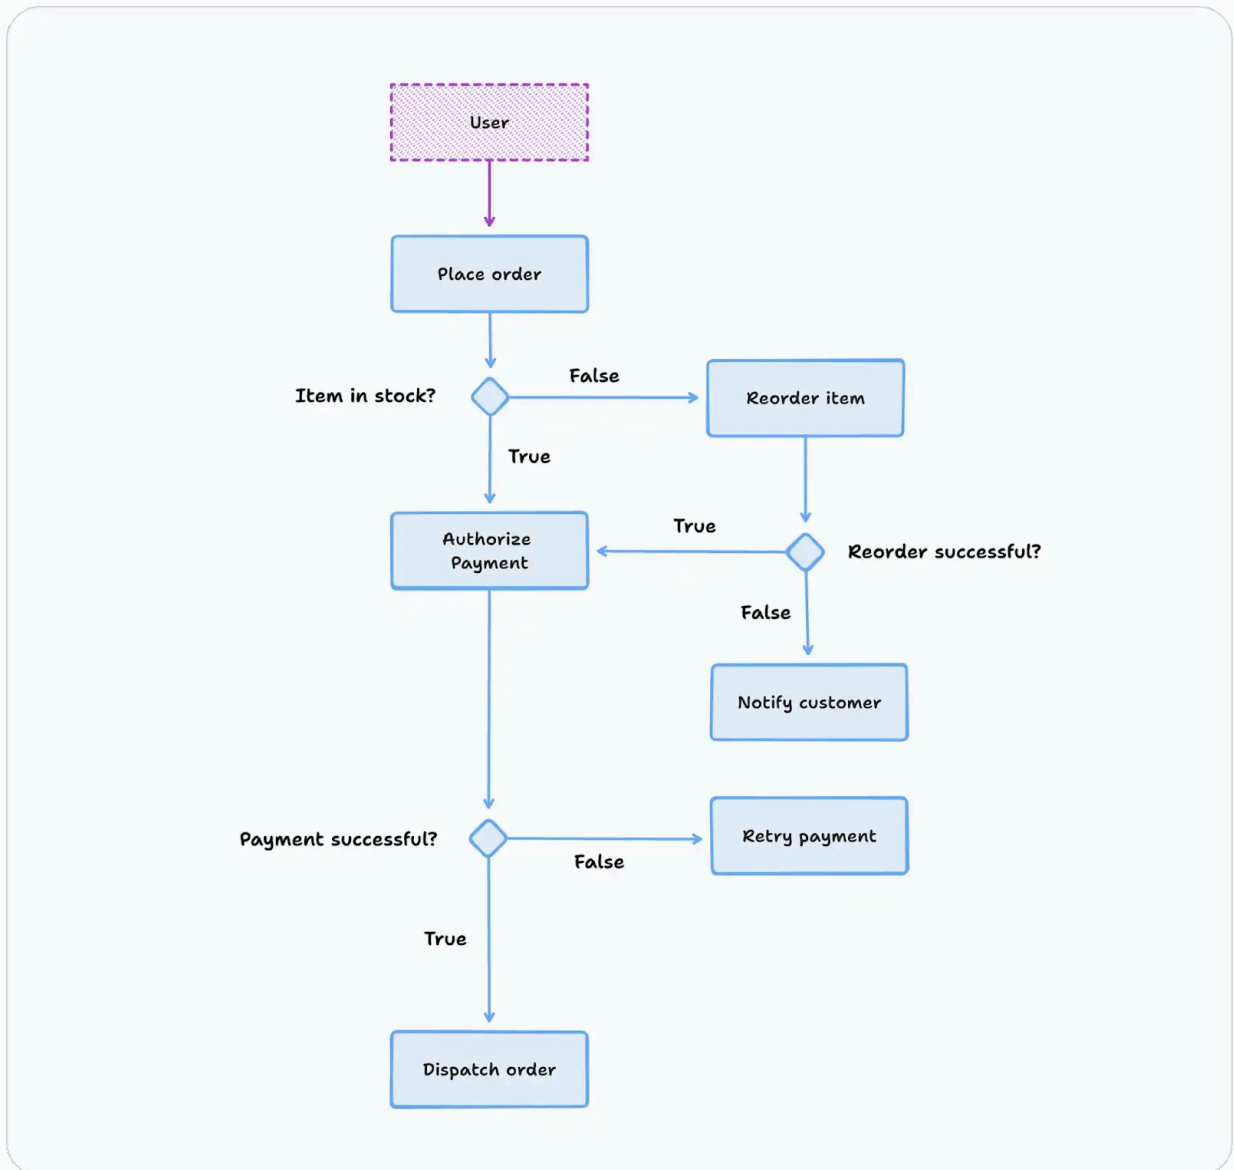 User
Place order
Item in stock?
False
Reorder item
True
Authorize
Payment
True
Reorder successful?
False
Notify customer
Payment successful?
False
Retry payment
True
Dispatch order